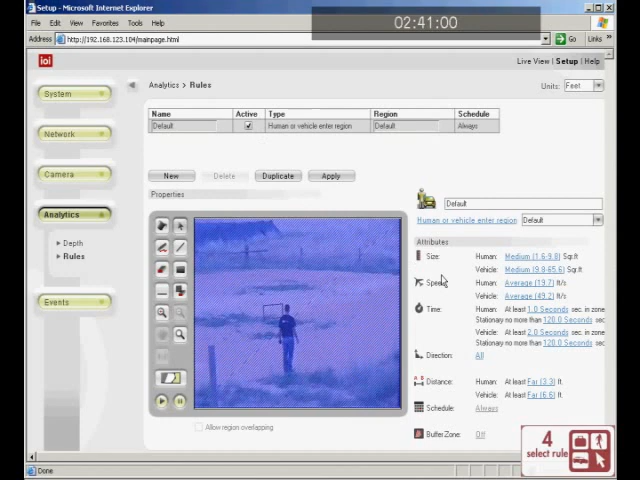 Setup - Microsoft Internet Explorer
02:41:00
File Edit View Favorites Tools Help
Address http://192.168.123.104/mainpage.html Go Links »
ioi
Live View | Setup | Help
System
Analytics > Rules
Units: Feet
Name Active Type Region Schedule
Default Human or vehicle enter region Default Always
Network
Camera
New Delete Duplicate Apply
Properties
Default
Analytics
Human or vehicle enter region Default
Depth
Rules
Attributes
Size: Human: Medium (1.6-9.8) Sq.ft
Vehicle: Medium (9.8-65.6) Sq.ft
Speed: Human: Average (19.7) ft/s
Vehicle: Average (49.2) ft/s
Events
Time: Human: At least 1.0 Seconds sec in zone
Stationary no more than 120.0 Seconds sec
Vehicle: At least 2.0 Seconds sec in zone
Stationary no more than 120.0 Seconds sec
Direction: All
Distance: Human: At least Far (3.3) ft.
Vehicle: At least Far (6.6) ft.
Schedule: Always
Allow region overlapping
Buffer Zone: Off
4
select rule
Done